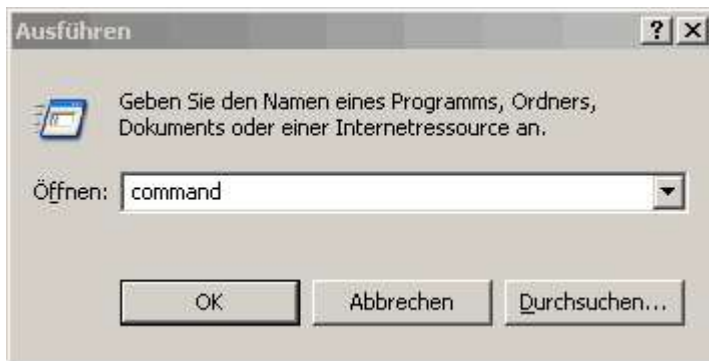 Ausführen
Geben Sie den Namen eines Programms, Ordners,
Dokuments oder einer Internetressource an.
Öffnen: command
OK Abbrechen Durchsuchen...